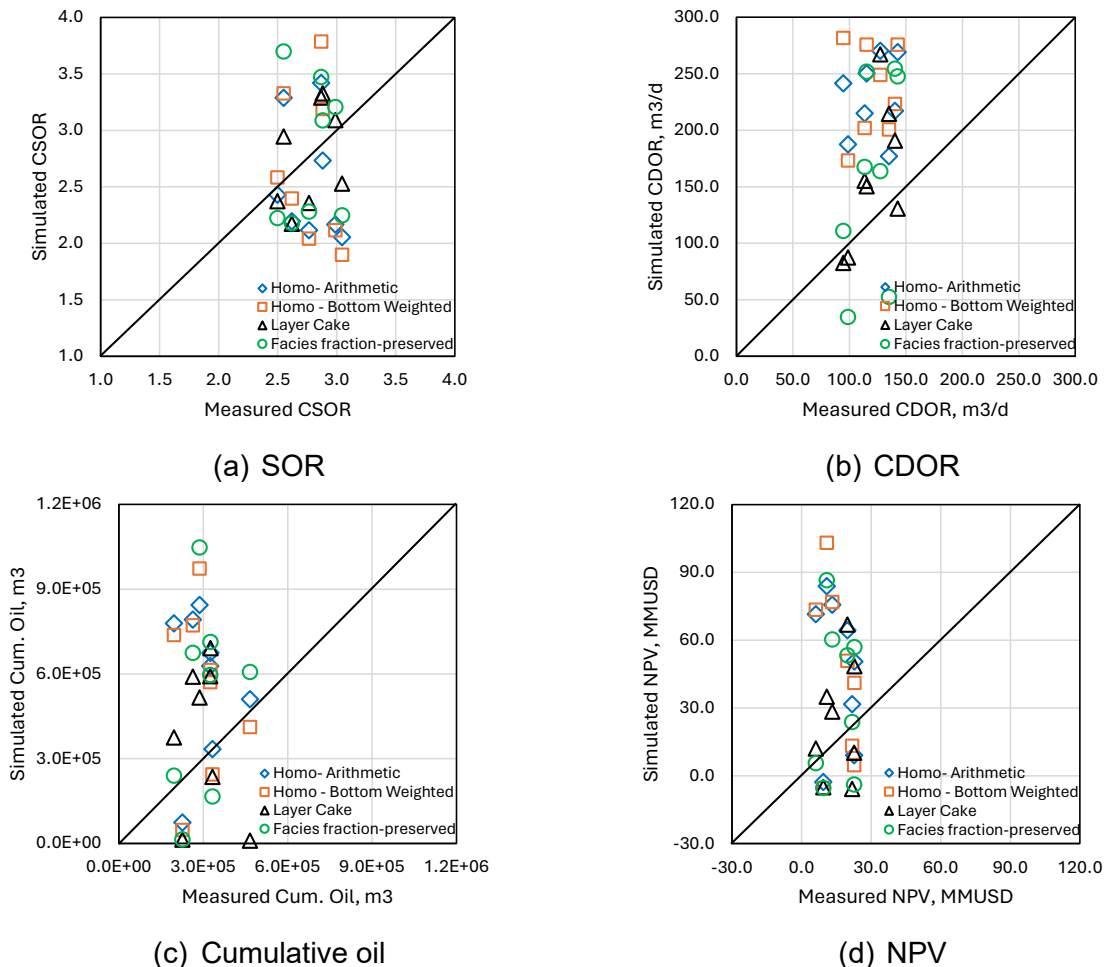 4.0
3.5
3.0
2.5
2.0
1.5
1.0
Simulated CSOR
Homo- Arithmetic
Homo - Bottom Weighted
Layer Cake
Facies fraction-preserved
1.0 1.5 2.0 2.5 3.0 3.5 4.0
Measured CSOR
(a) SOR
300.0
250.0
200.0
150.0
100.0
50.0
0.0
Simulated CDOR, m3/d
Homo- Arithmetic
Homo - Bottom Weighted
Layer Cake
Facies fraction-preserved
0.0 50.0 100.0 150.0 200.0 250.0 300.0
Measured CDOR, m3/d
(b) CDOR
1.2E+06
9.0E+05
6.0E+05
3.0E+05
0.0E+00
Simulated Cum. Oil, m3
Homo- Arithmetic
Homo - Bottom Weighted
Layer Cake
Facies fraction-preserved
0.0E+00 3.0E+05 6.0E+05 9.0E+05 1.2E+06
Measured Cum. Oil, m3
(c) Cumulative oil
120.0
90.0
60.0
30.0
0.0
-30.0
Simulated NPV, MMUSD
Homo- Arithmetic
Homo - Bottom Weighted
Layer Cake
Facies fraction-preserved
-30.0 0.0 30.0 60.0 90.0 120.0
Measured NPV, MMUSD
(d) NPV